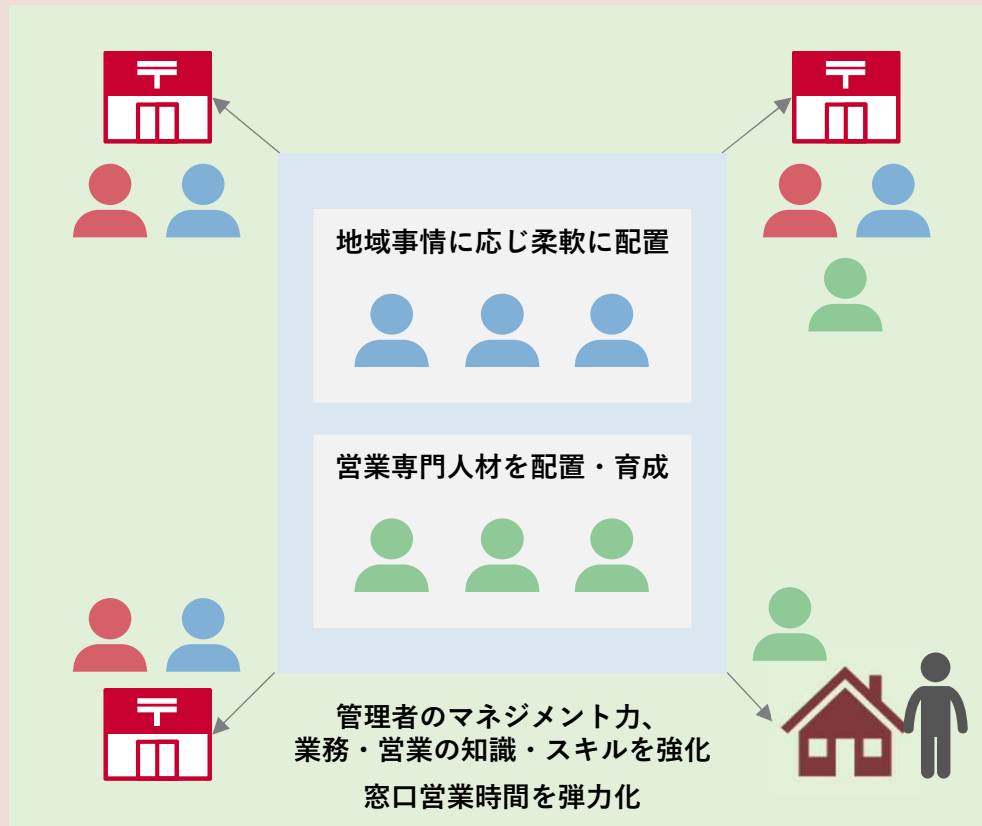 地域事情に応じ柔軟に配置
営業専門人材を配置・育成
管理者のマネジメント力、
業務・営業の知識・スキルを強化
窓口営業時間を弾力化